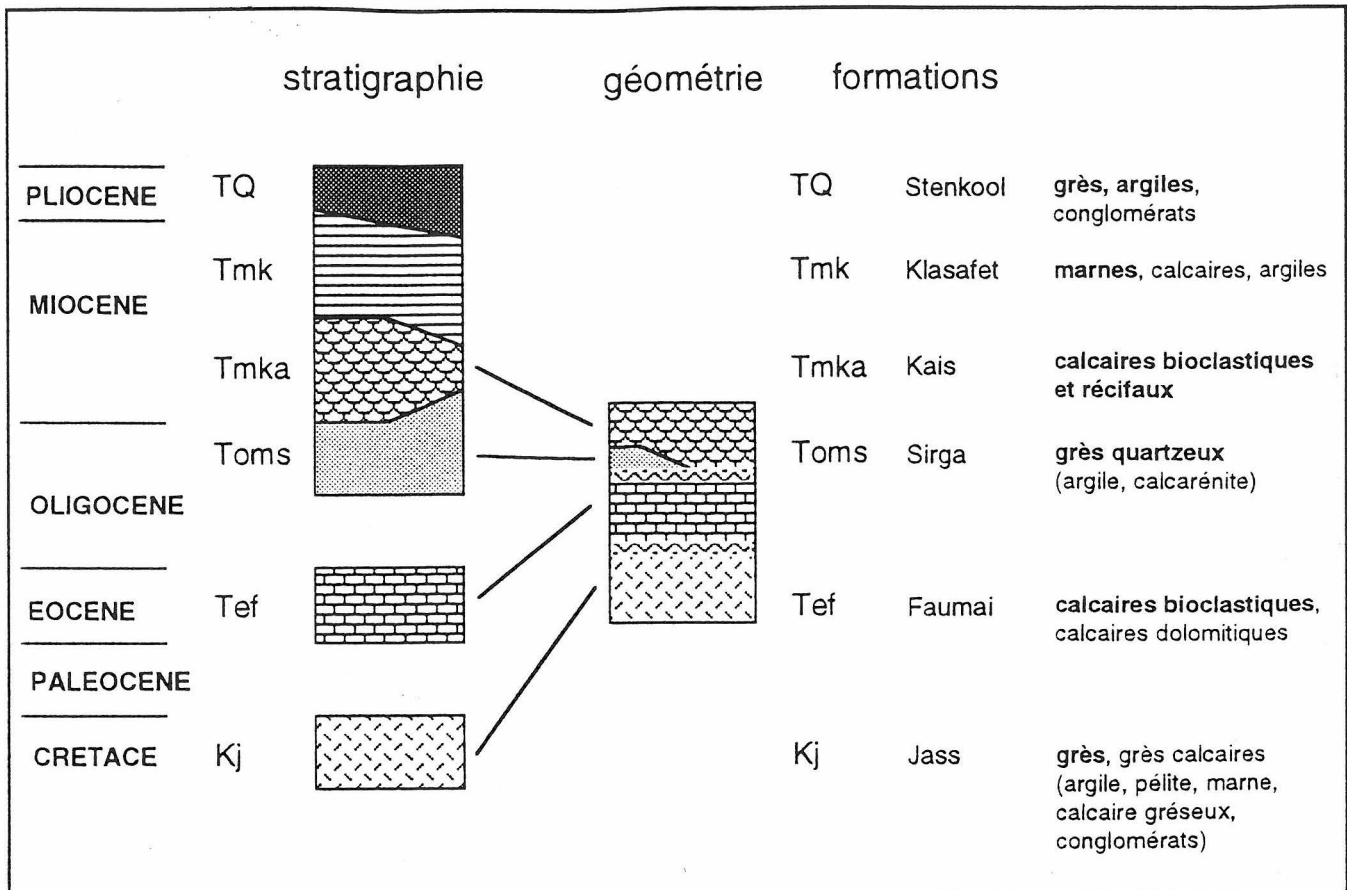 stratigraphie géométrie formations
PLIOCENE TQ TQ Stenkool grès, argiles,
conglomérats
Tmk Tmk Klasafet marnes, calcaires, argiles
MIOCENE
Tmka Tmka Kais calcaires bioclastiques
et récifaux
Toms Toms Sirga grès quartzeux
(argile, calcarénite)
OLIGOCENE
EOCENE Tef Tef Faumai calcaires bioclastiques,
calcaires dolomitiques
PALEOCENE
CRETACE Kj Kj Jass grès, grès calcaires
(argile, pélite, marne,
calcaire gréseux,
conglomérats)